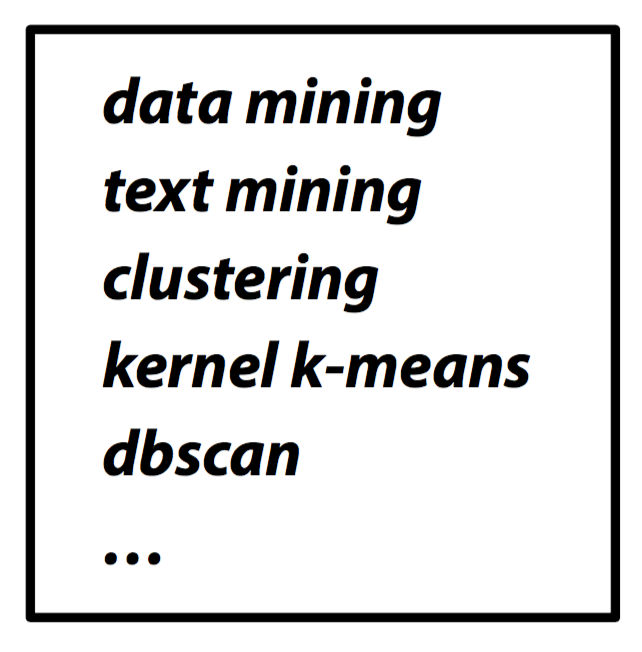 data mining
text mining
clustering
kernel k-means
dbscan
...